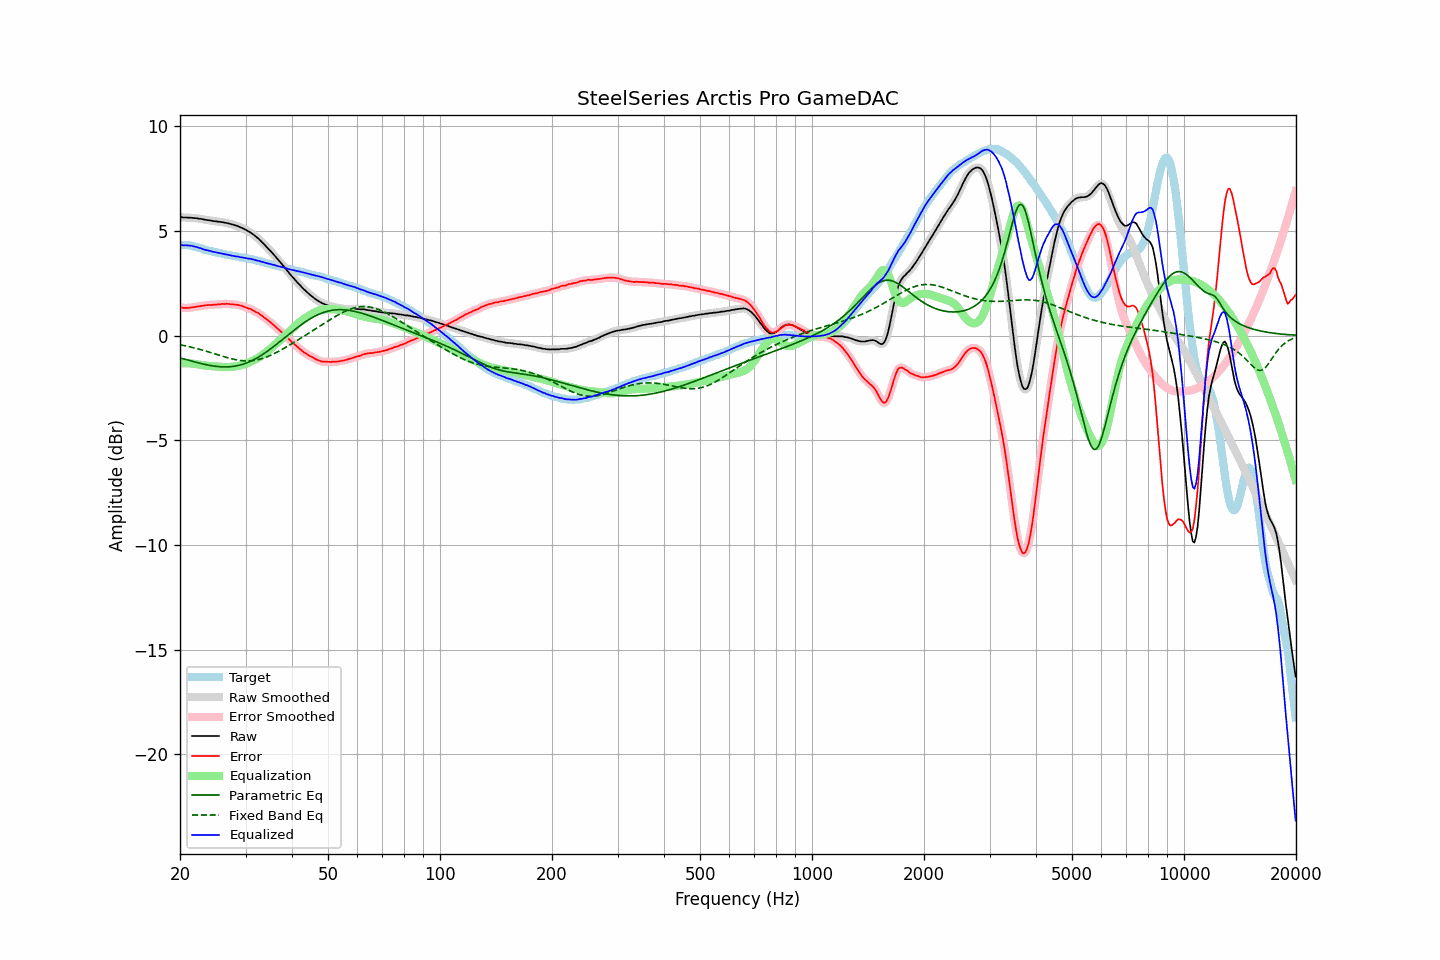 SteelSeries Arctis Pro GameDAC
Amplitude (dBr)
10
5
0
−5
−10
−15
−20
Target
Raw Smoothed
Error Smoothed
Raw
Error
Equalization
Parametric Eq
Fixed Band Eq
Equalized
20 50 100 200 500 1000 2000 5000 10000 20000
Frequency (Hz)